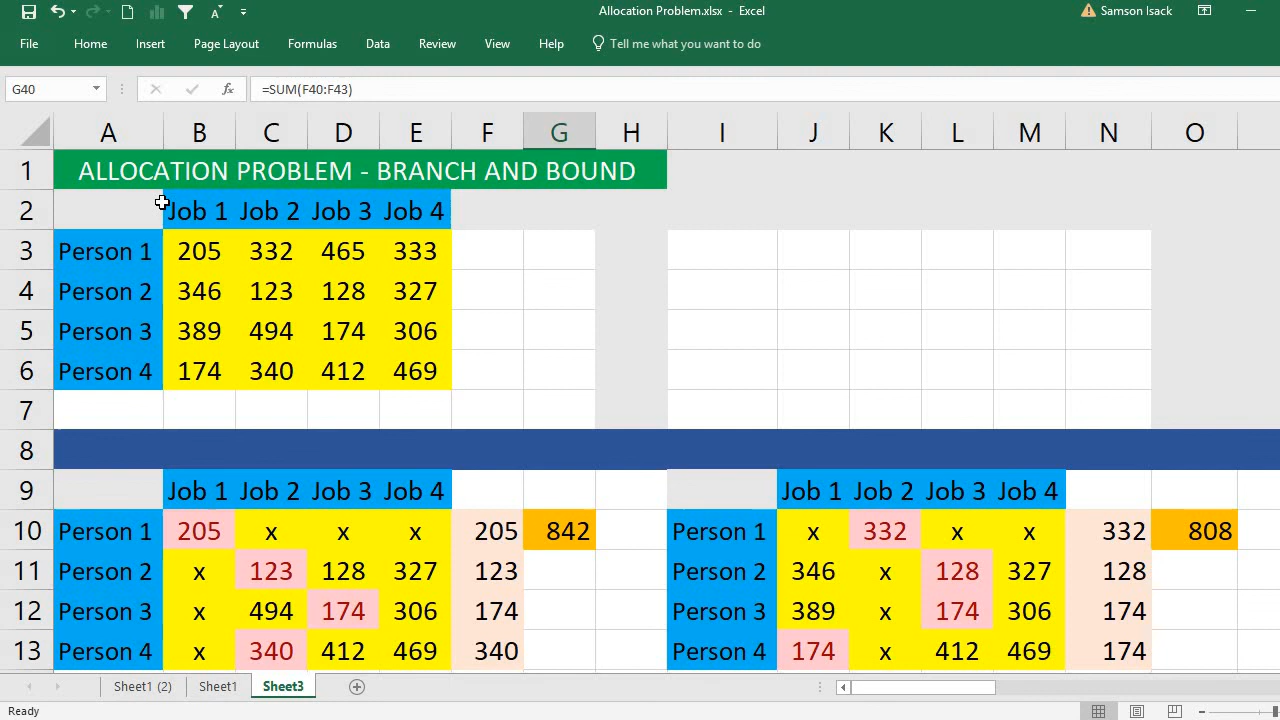 Allocation Problem.xlsx - Excel
Samson Isack
File Home Insert Page Layout Formulas Data Review View Help Tell me what you want to do
G40 fx =SUM(F40:F43)
A B C D E F G H I J K L M N O
1 ALLOCATION PROBLEM - BRANCH AND BOUND
2 Job 1 Job 2 Job 3 Job 4
3 Person 1 205 332 465 333
4 Person 2 346 123 128 327
5 Person 3 389 494 174 306
6 Person 4 174 340 412 469
7
8
9 Job 1 Job 2 Job 3 Job 4 Job 1 Job 2 Job 3 Job 4
10 Person 1 205 x x x 205 842 Person 1 x 332 x x 332 808
11 Person 2 x 123 128 327 123 Person 2 346 x 128 327 128
12 Person 3 x 494 174 306 174 Person 3 389 x 174 306 174
13 Person 4 x 340 412 469 340 Person 4 174 x 412 469 174
Sheet1 (2) Sheet1 Sheet3
Ready